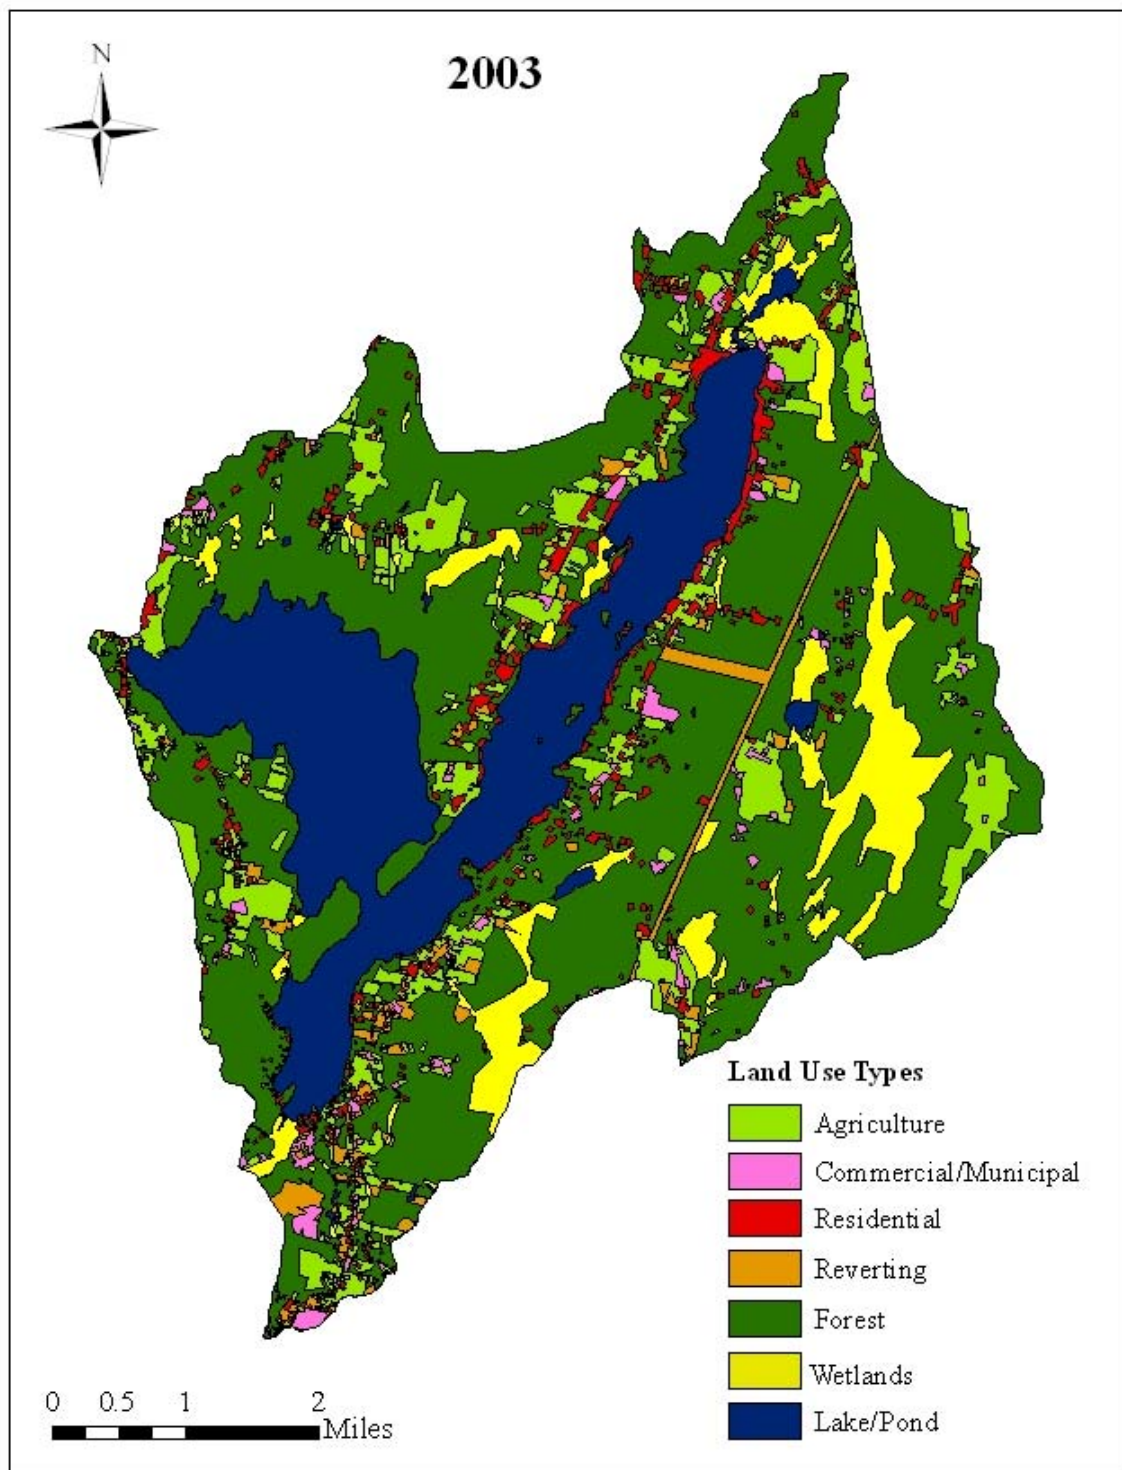 N
2003
Land Use Types
Agriculture
Commercial/Municipal
Residential
Reverting
Forest
Wetlands
Lake/Pond
0 0.5 1 2
Miles